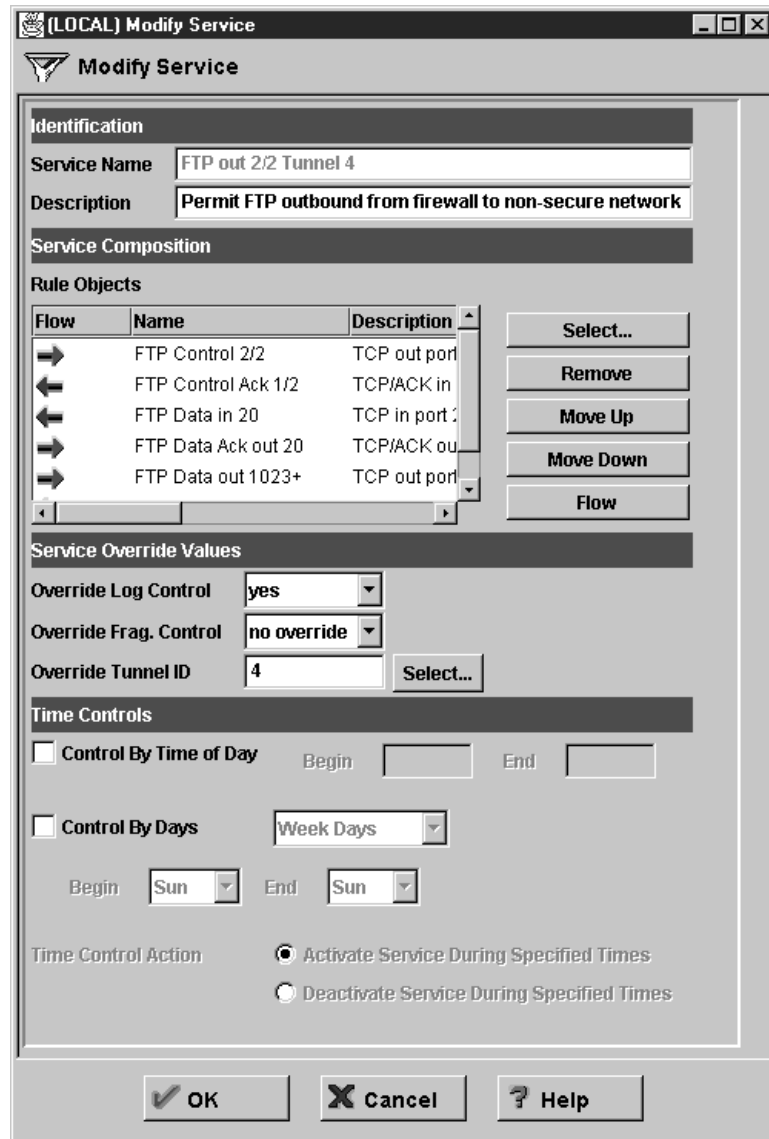 (LOCAL) Modify Service
Modify Service
Identification
Service Name FTP out 2/2 Tunnel 4
Description Permit FTP outbound from firewall to non-secure network
Service Composition
Rule Objects
Flow Name Description
FTP Control 2/2 TCP out port
FTP Control Ack 1/2 TCP/ACK in
FTP Data in 20 TCP in port
FTP Data Ack out 20 TCP/ACK ou
FTP Data out 1023+ TCP out port
Select...
Remove
Move Up
Move Down
Flow
Service Override Values
Override Log Control yes
Override Frag. Control no override
Override Tunnel ID 4 Select...
Time Controls
Control By Time of Day Begin End
Control By Days Week Days
Begin Sun End Sun
Time Control Action Activate Service During Specified Times
Deactivate Service During Specified Times
OK Cancel ? Help